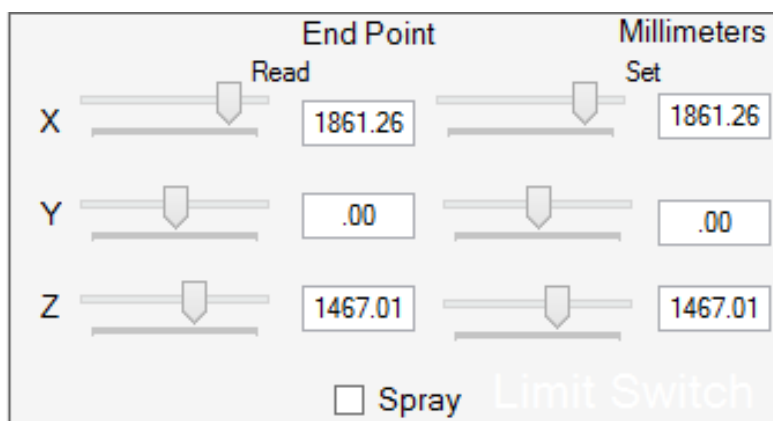 End Point Millimeters
Read Set
X 1861.26 1861.26
Y .00 .00
Z 1467.01 1467.01
Spray Limit Switch